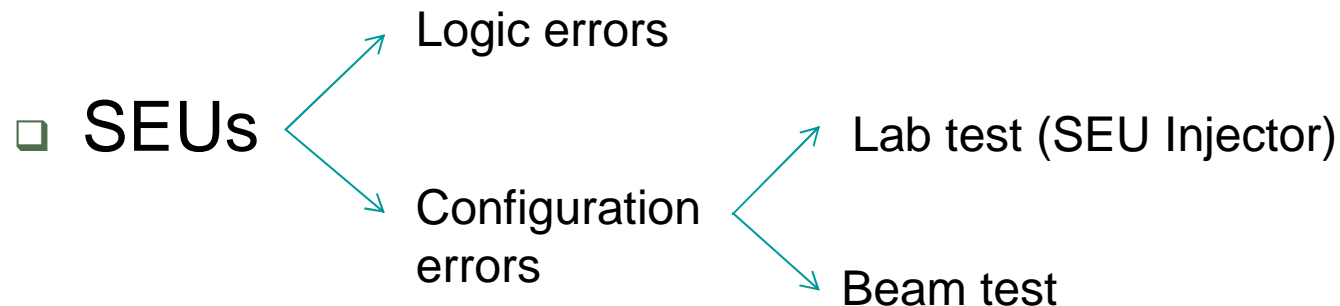 Logic errors
❑ SEUs
Lab test (SEU Injector)
Configuration
errors
Beam test